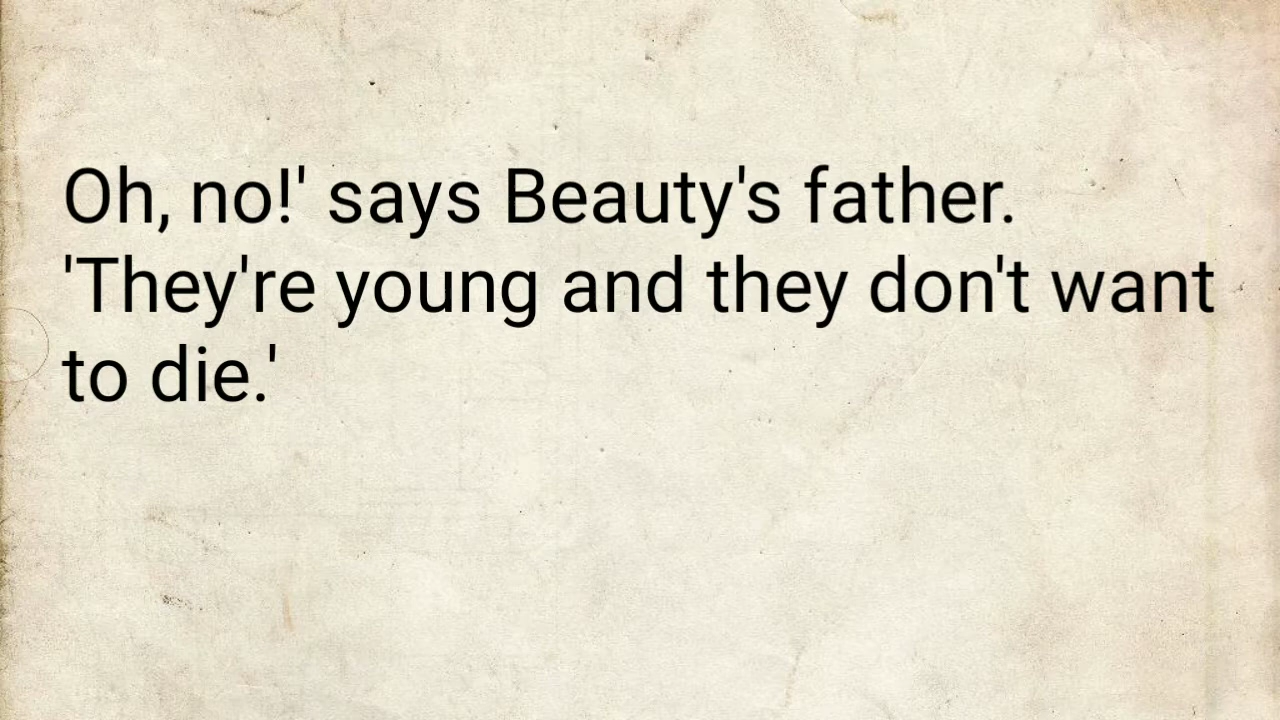 Oh, no!' says Beauty's father.
'They're young and they don't want
to die.'